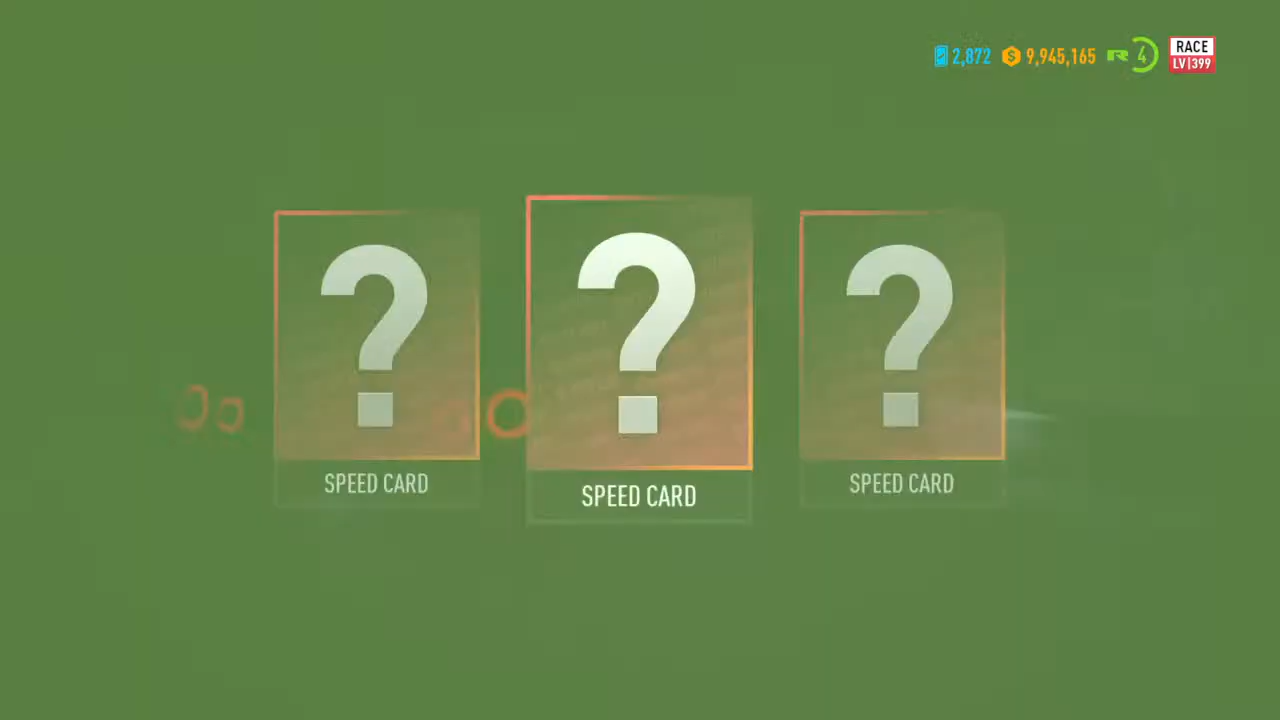 2,872 9,945,165 R 4 RACE
LV|399
? ? ?
SPEED CARD SPEED CARD SPEED CARD